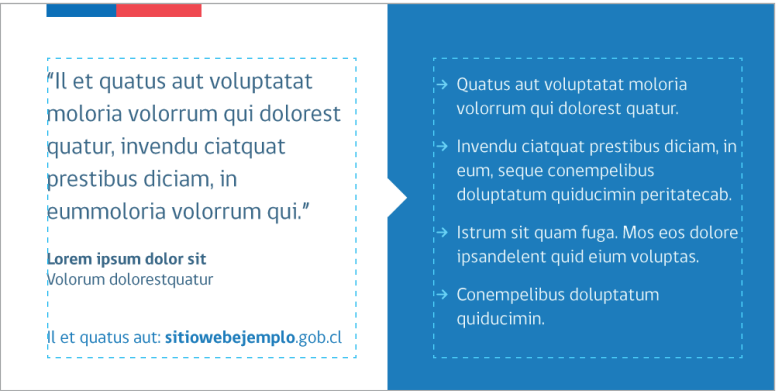 “Il et quatus aut voluptatat
moloria volorrum qui dolorest
quatur, invendu ciatquat
prestibus diciam, in
eummoloria volorrum qui.”
Lorem ipsum dolor sit
Volorum dolorestquatur
Il et quatus aut: sitiowebejemplo.gob.cl
→ Quatus aut voluptatat moloria
volorrum qui dolorest quatur.
→ Invendu ciatquat prestibus diciam, in
eum, seque conempelibus
doluptatum quiducimin peritatecab.
→ Istrum sit quam fuga. Mos eos dolore
ipsandelent quid eium voluptas.
→ Conempelibus doluptatum
quiducimin.